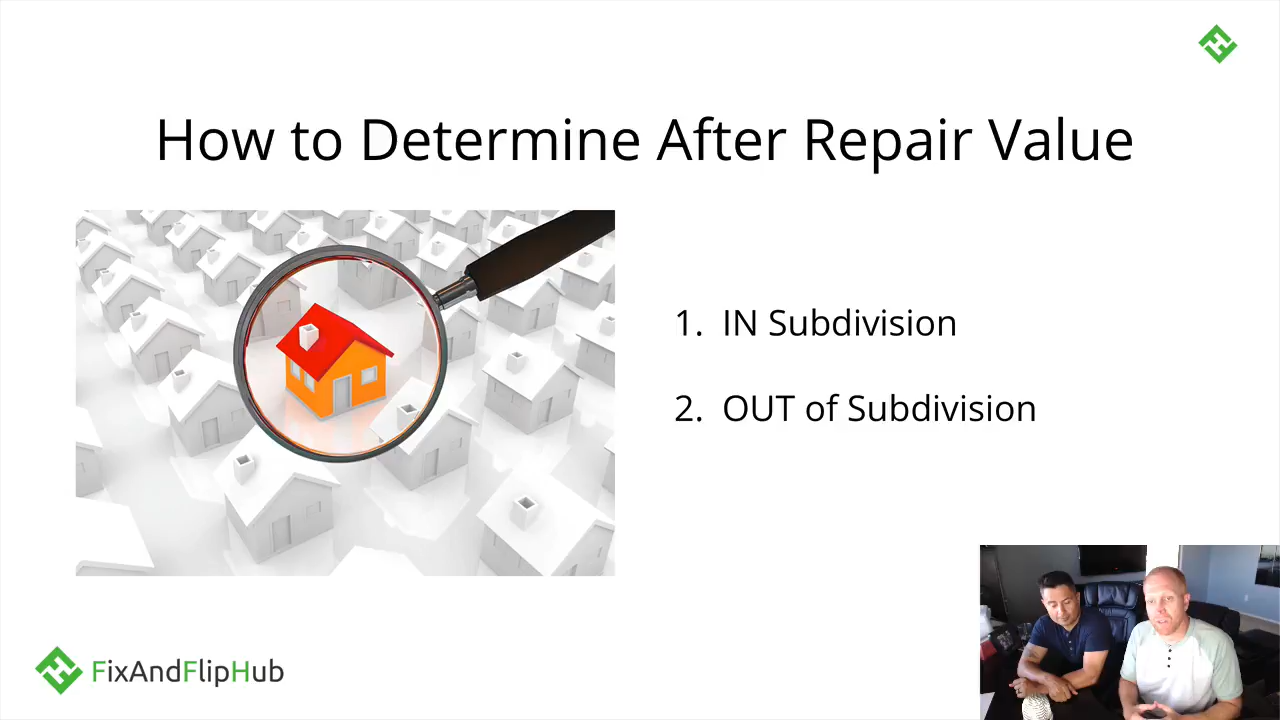 How to Determine After Repair Value
1. IN Subdivision
2. OUT of Subdivision
FixAndFlipHub